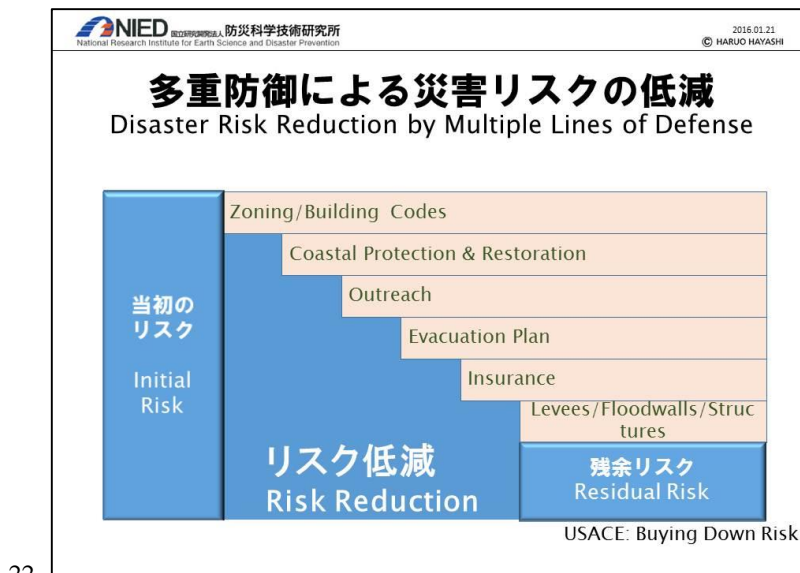 NIED 国立研究開発法人 防災科学技術研究所
National Research Institute for Earth Science and Disaster Prevention
2016.01.21
© HARUO HAYASHI
多重防御による災害リスクの低減
Disaster Risk Reduction by Multiple Lines of Defense
Zoning/Building Codes
Coastal Protection & Restoration
Outreach
Evacuation Plan
Insurance
Levees/Floodwalls/Struc
tures
当初の
リスク
Initial
Risk
リスク低減
Risk Reduction
残余リスク
Residual Risk
USACE: Buying Down Risk